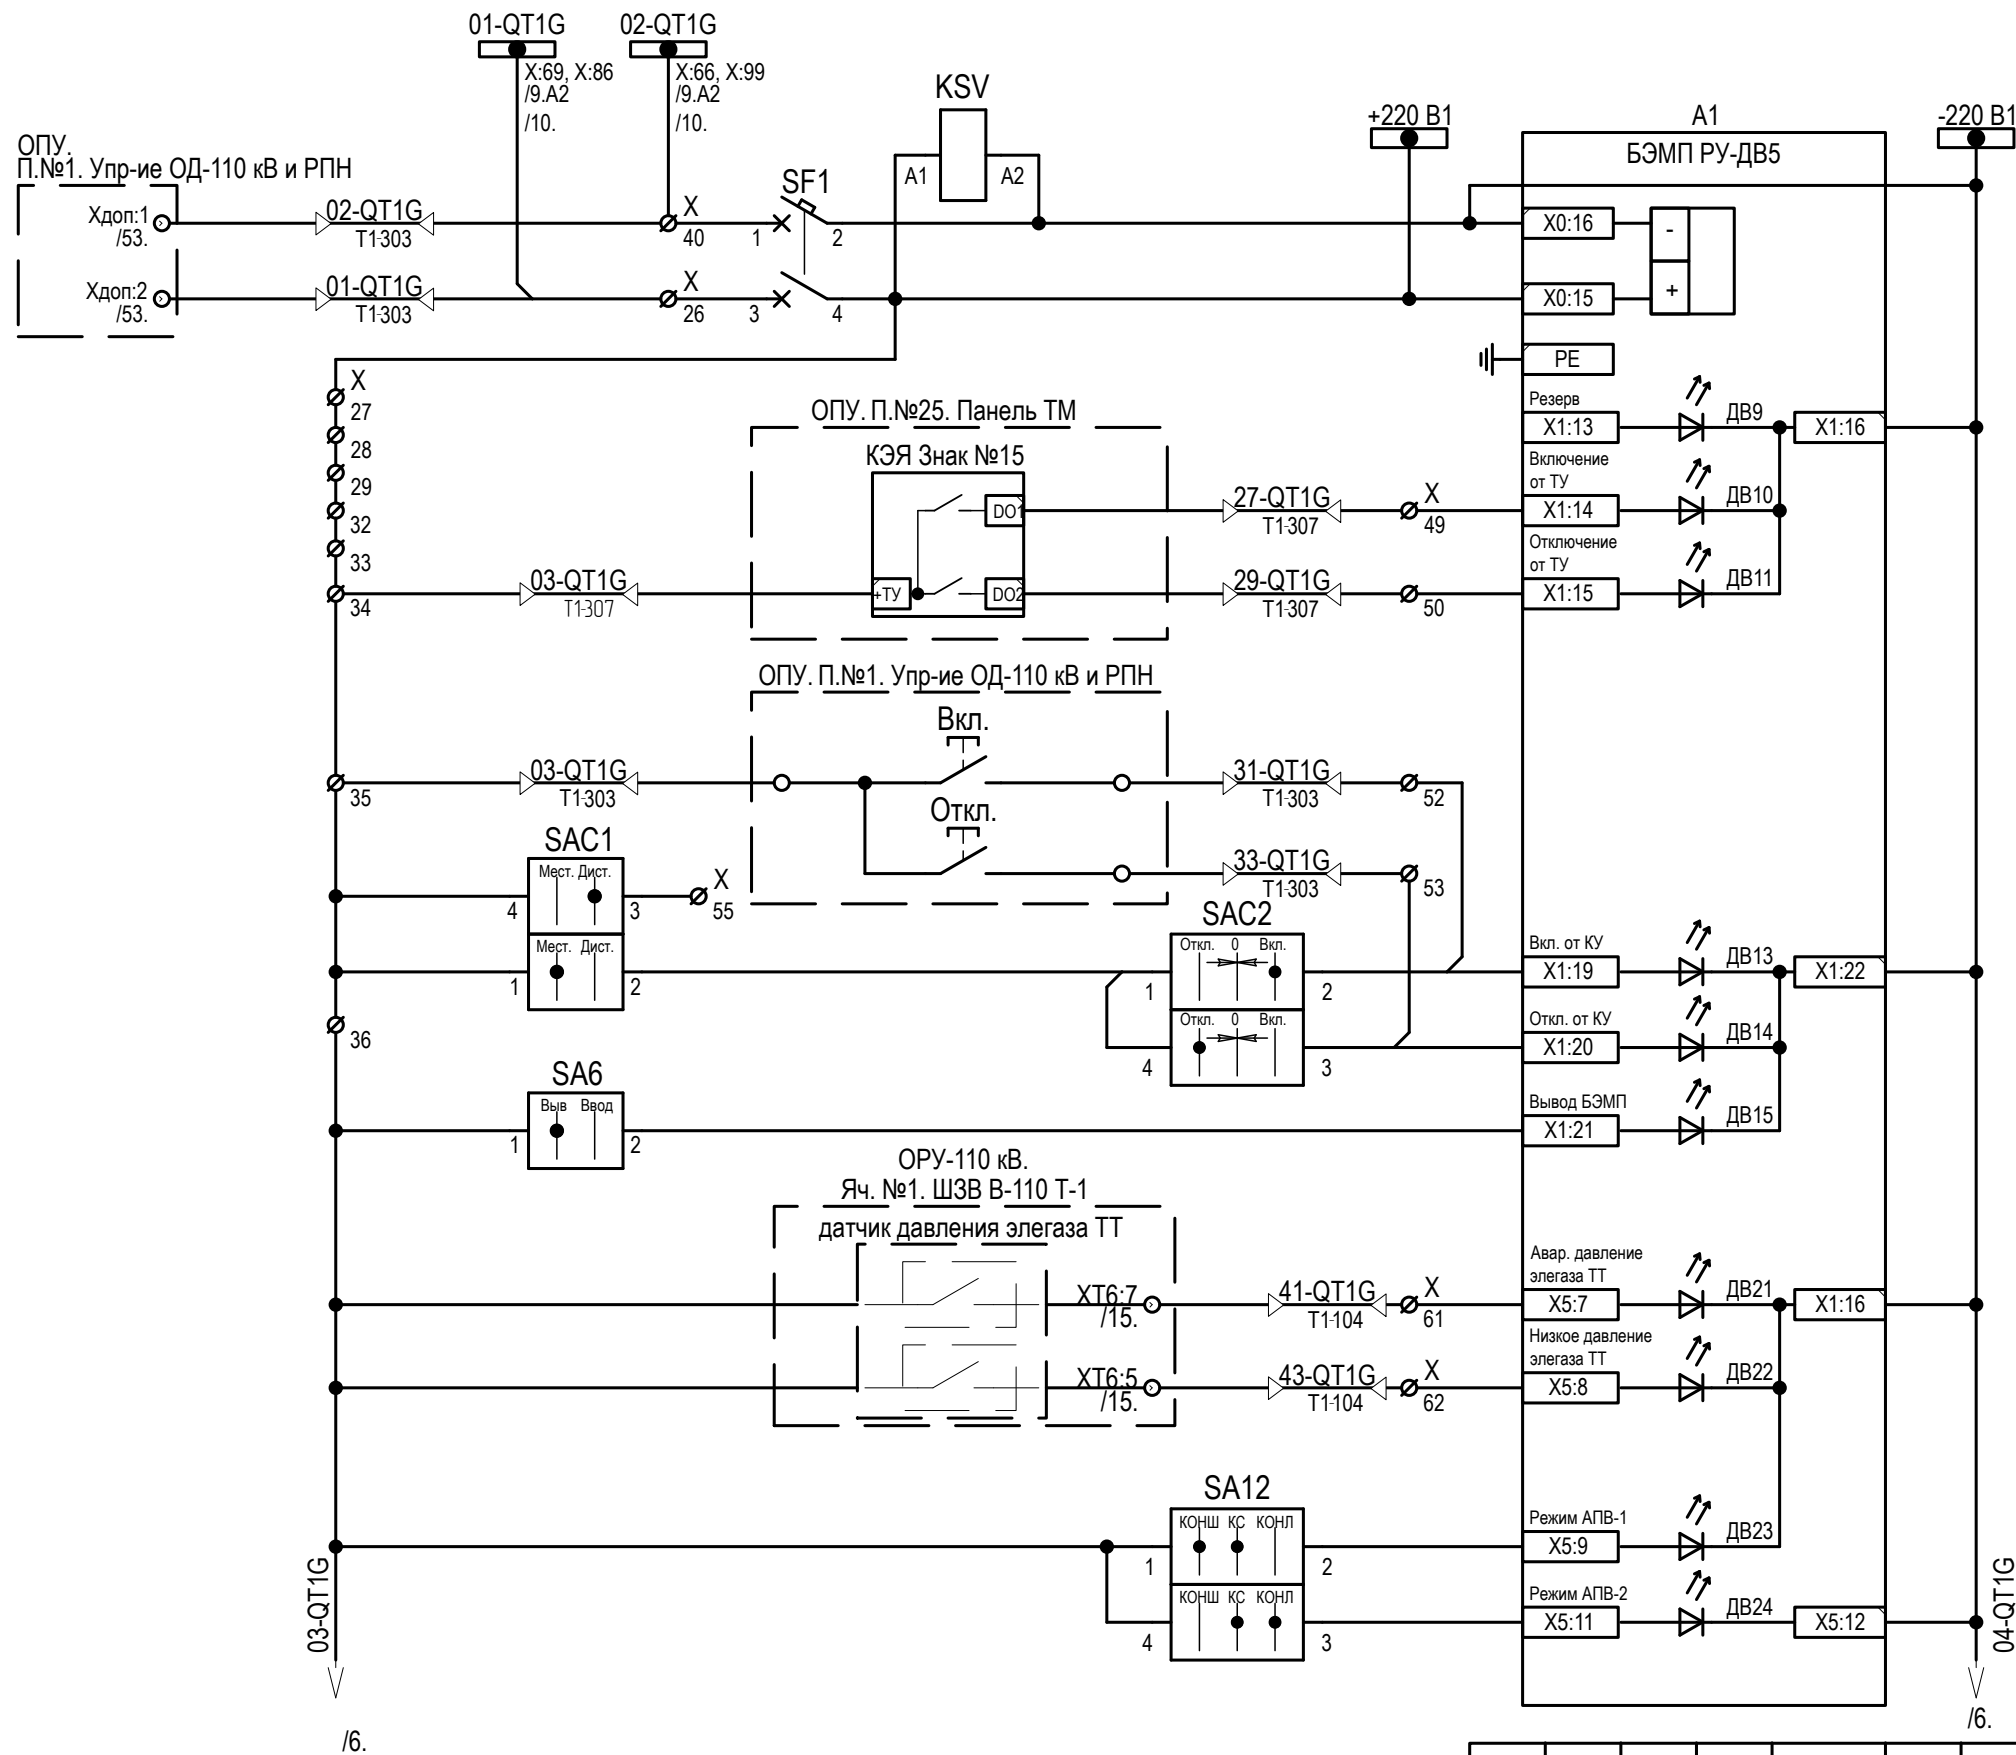 01-QT1G
02-QT1G
X:69, X:86
/9.A2
/10.
X:66, X:99
/9.A2
/10.
KSV
A1
A2
+220 В1
A1
-220 В1
БЭМП РУ-ДВ5
ОПУ.
П.№1. Упр-ие ОД-110 кВ и РПН
Хдоп:1
/53.
02-QT1G
Т1-303
X
40
SF1
1
2
X0:16
-
Хдоп:2
/53.
01-QT1G
Т1-303
X
26
3
4
X0:15
+
PE
X
27
28
29
32
33
34
ОПУ. П.№25. Панель ТМ
КЭЯ Знак №15
DO1
+ТУ
DO2
03-QT1G
Т1-307
27-QT1G
Т1-307
X
49
29-QT1G
Т1-307
50
Резерв
X1:13
ДВ9
X1:16
Включение
от ТУ
X1:14
ДВ10
Отключение
от ТУ
X1:15
ДВ11
ОПУ. П.№1. Упр-ие ОД-110 кВ и РПН
Вкл.
35
03-QT1G
Т1-303
31-QT1G
Т1-303
52
Откл.
33-QT1G
Т1-303
53
SAC1
Мест. Дист.
4
3
X
55
Мест. Дист.
1
2
SAC2
Откл. 0 Вкл.
1
2
Откл. 0 Вкл.
4
3
Вкл. от КУ
X1:19
ДВ13
X1:22
Откл. от КУ
X1:20
ДВ14
36
SA6
Выв Ввод
1
2
Вывод БЭМП
X1:21
ДВ15
ОРУ-110 кВ.
Яч. №1. ШЗВ В-110 Т-1
датчик давления элегаза ТТ
XT6:7
/15.
41-QT1G
Т1-104
X
61
Авар. давление
элегаза ТТ
X5:7
ДВ21
X1:16
XT6:5
/15.
43-QT1G
Т1-104
X
62
Низкое давление
элегаза ТТ
X5:8
ДВ22
SA12
КОНШ КС КОНЛ
1
2
Режим АПВ-1
X5:9
ДВ23
КОНШ КС КОНЛ
4
3
Режим АПВ-2
X5:11
ДВ24
X5:12
03-QT1G
04-QT1G
/6.
/6.